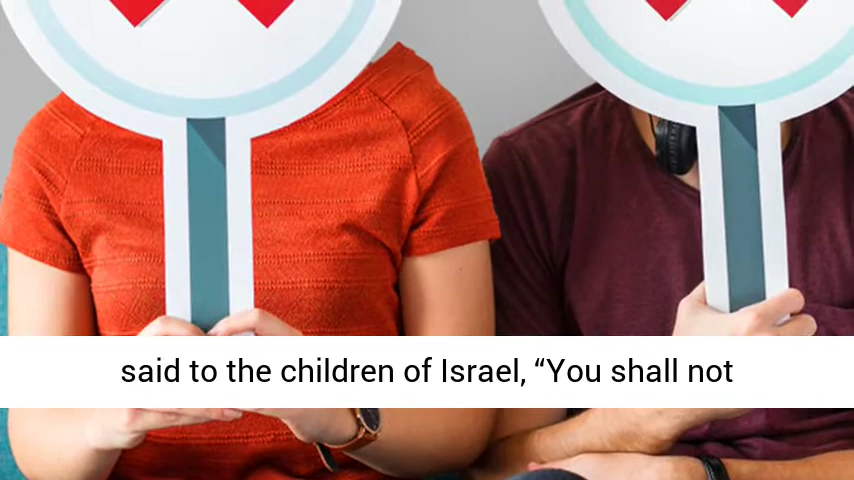 said to the children of Israel, “You shall not